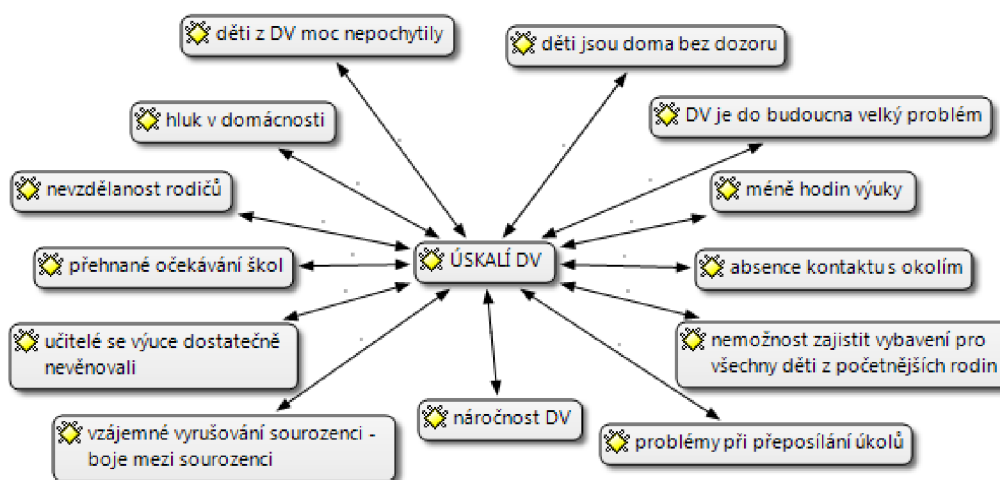 děti z DV moc nepochytily
děti jsou doma bez dozoru
hluk v domácnosti
DV je do budoucna velký problém
nevzdělanost rodičů
méně hodin výuky
přehnané očekávání škol
ÚSKALÍ DV
absence kontaktu s okolím
učitelé se výuce dostatečně
nevěnovali
nemožnost zajistit vybavení pro
všechny děti z početnějších rodin
vzájemné vyrušování sourozenci -
boje mezi sourozenci
náročnost DV
problémy při přeposílání úkolů